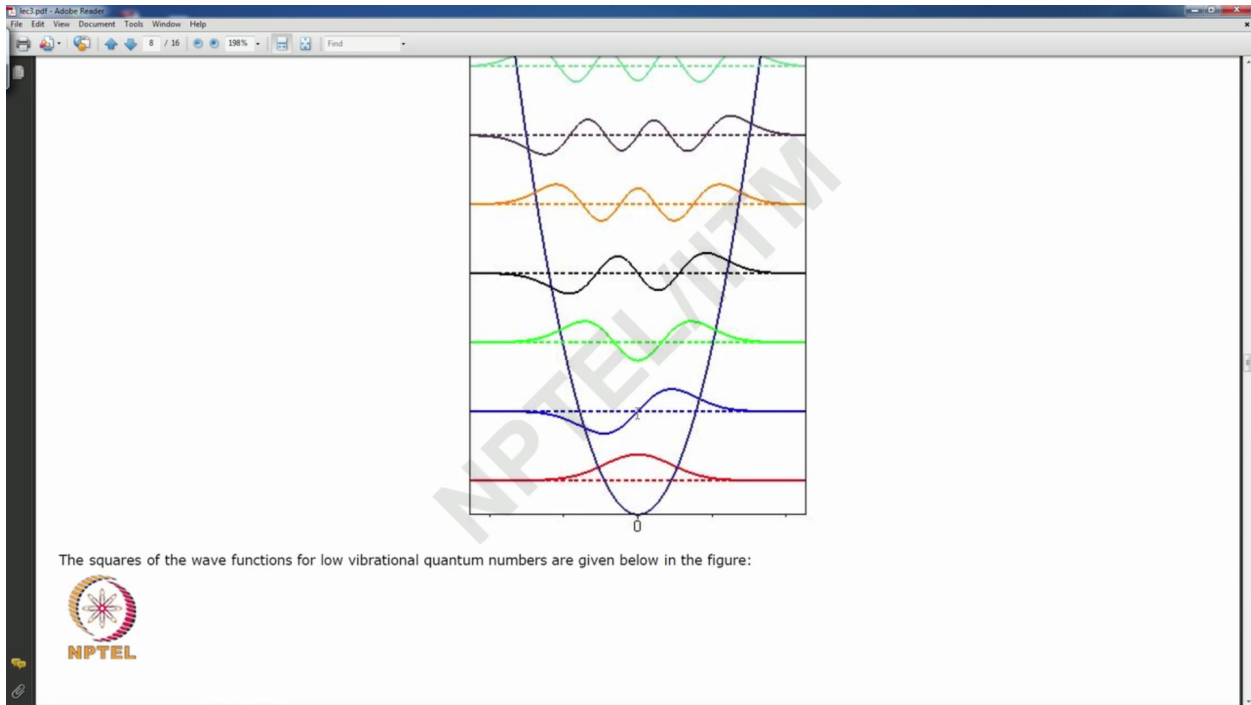 lec3.pdf - Adobe Reader
File Edit View Document Tools Window Help
8 / 16 198% Find
NPTEL/IITM
0
The squares of the wave functions for low vibrational quantum numbers are given below in the figure:
NPTEL